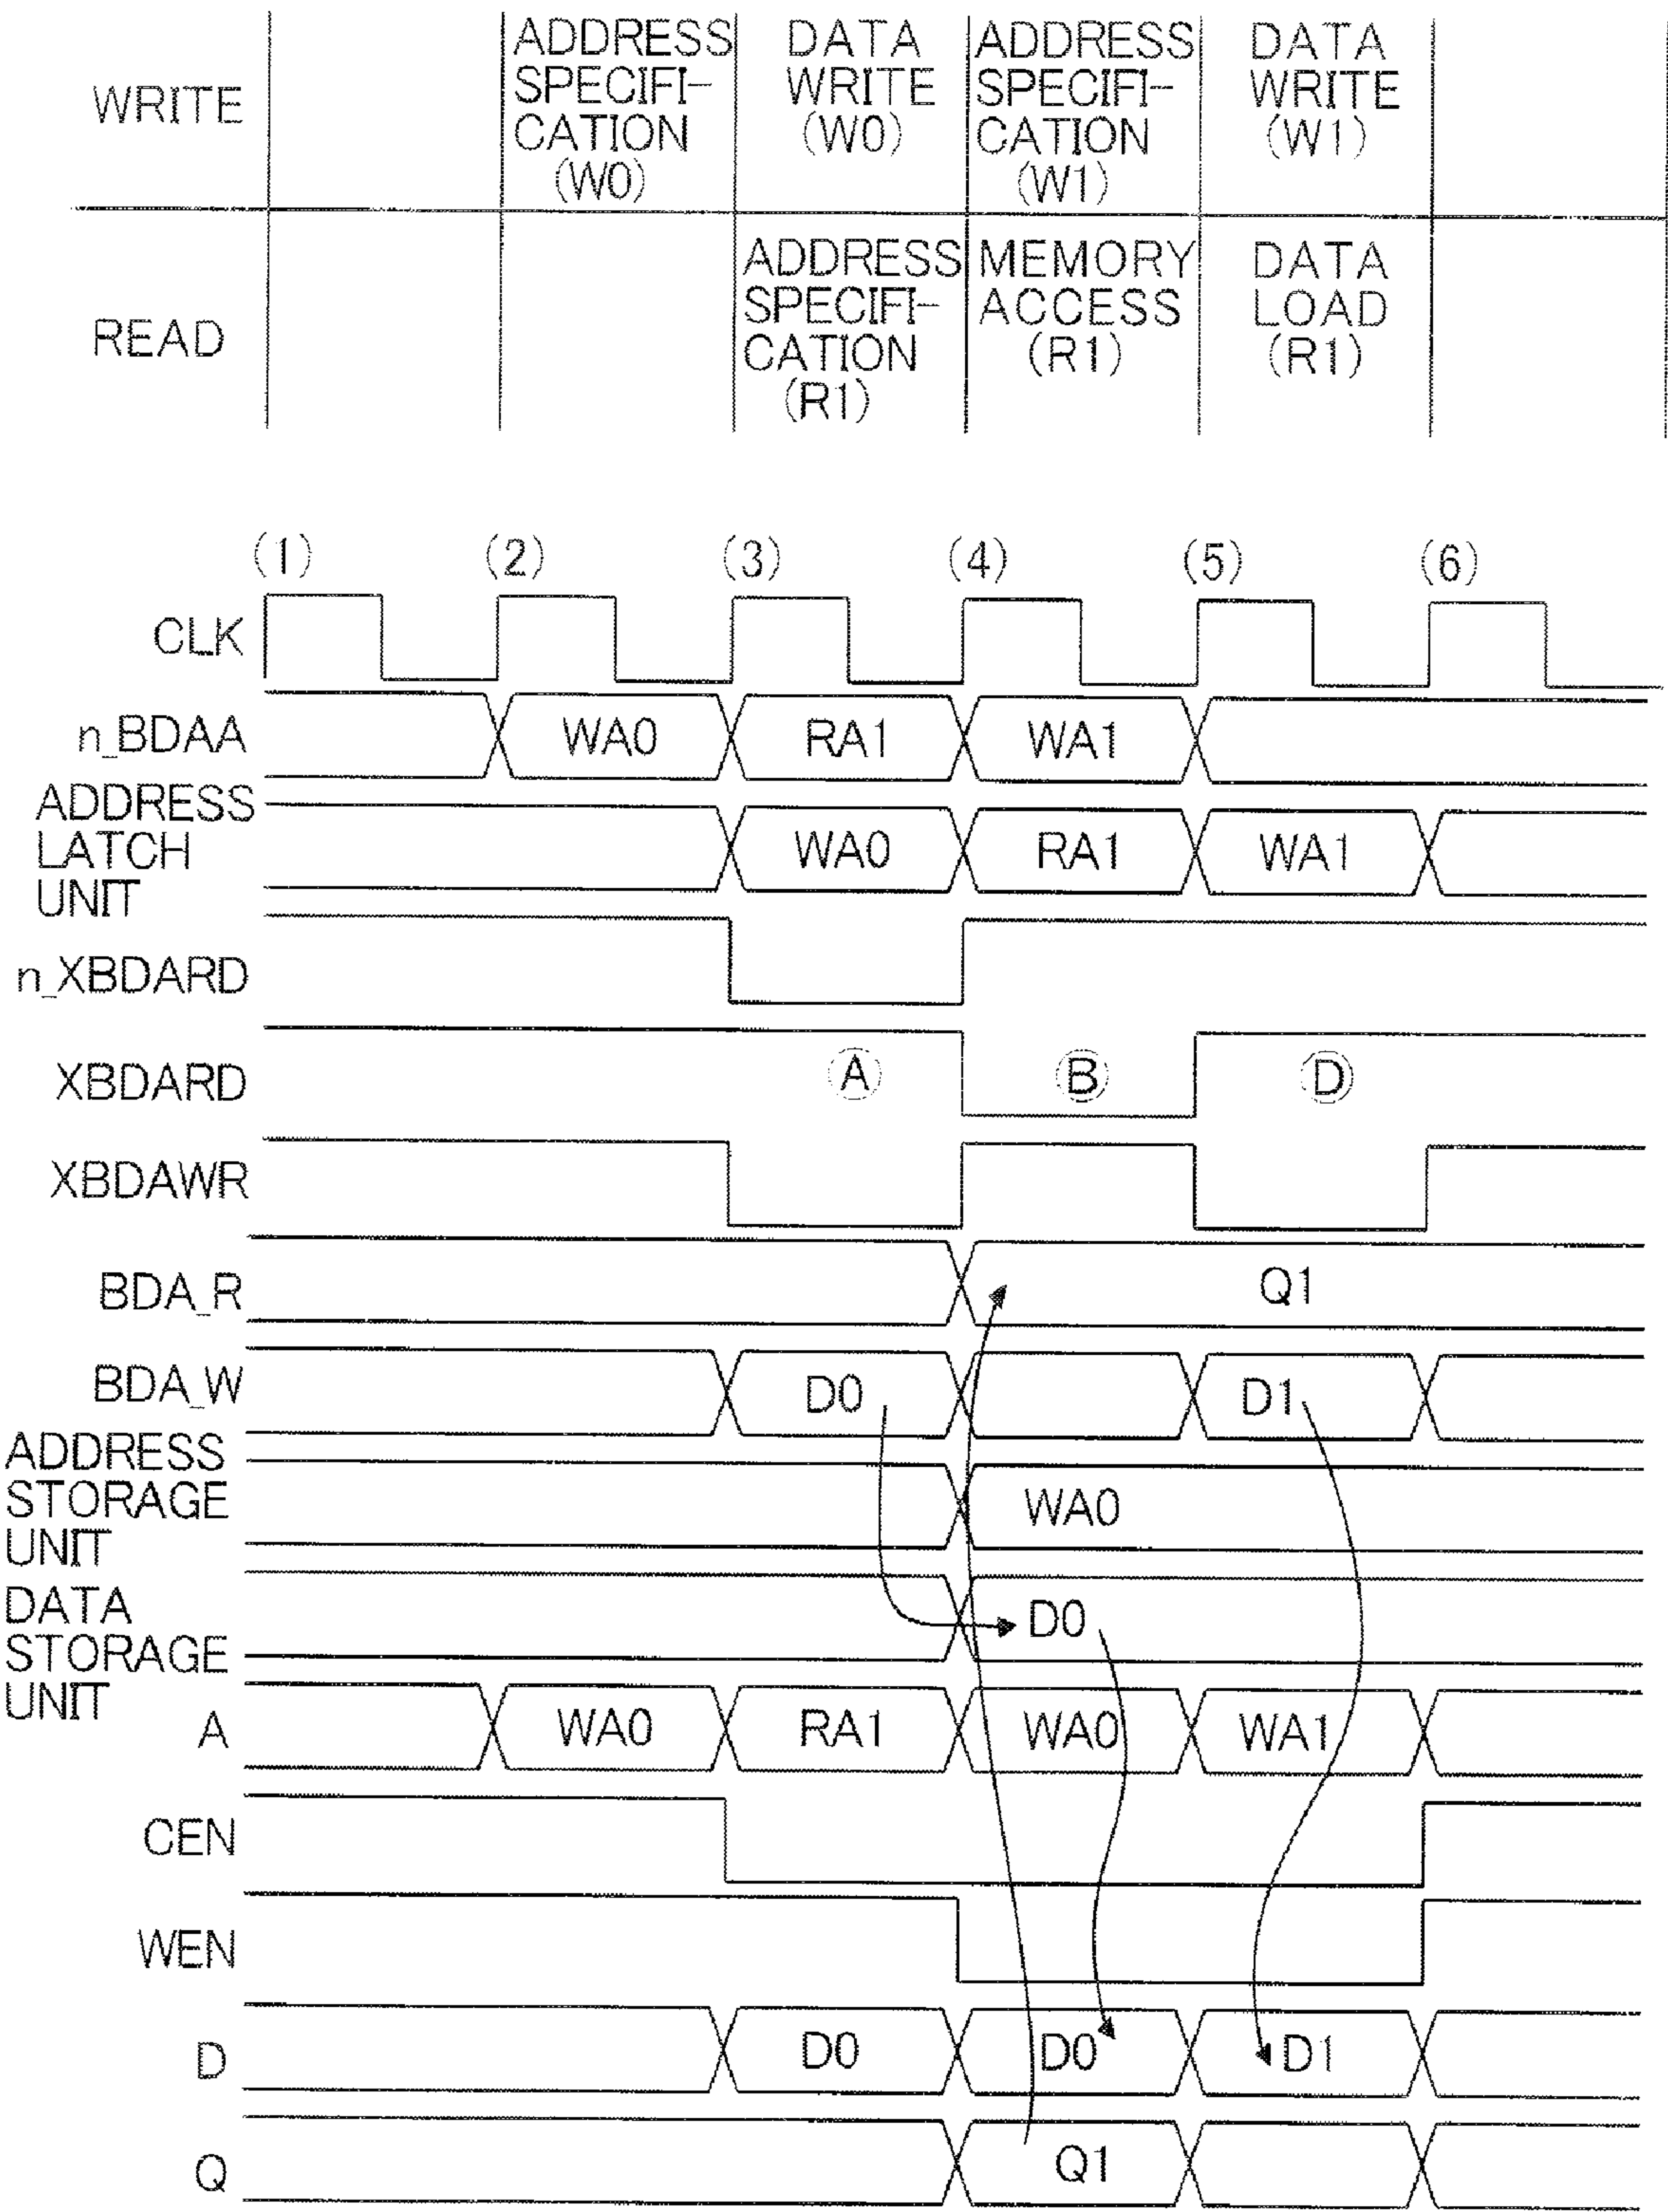 WRITE
ADDRESS
SPECIFI-
CATION
(W0)
DATA
WRITE
(W0)
ADDRESS
SPECIFI-
CATION
(W1)
DATA
WRITE
(W1)
READ
ADDRESS
SPECIFI-
CATION
(R1)
MEMORY
ACCESS
(R1)
DATA
LOAD
(R1)
(1) (2) (3) (4) (5) (6)
CLK
n_BDAA WA0 RA1 WA1
ADDRESS
LATCH
UNIT
WA0 RA1 WA1
n_XBDARD
XBDARD A B D
XBDAWR
BDA_R Q1
BDA_W D0 D1
ADDRESS
STORAGE
UNIT
WA0
DATA
STORAGE
UNIT
D0
A WA0 RA1 WA0 WA1
CEN
WEN
D D0 D0 D1
Q Q1